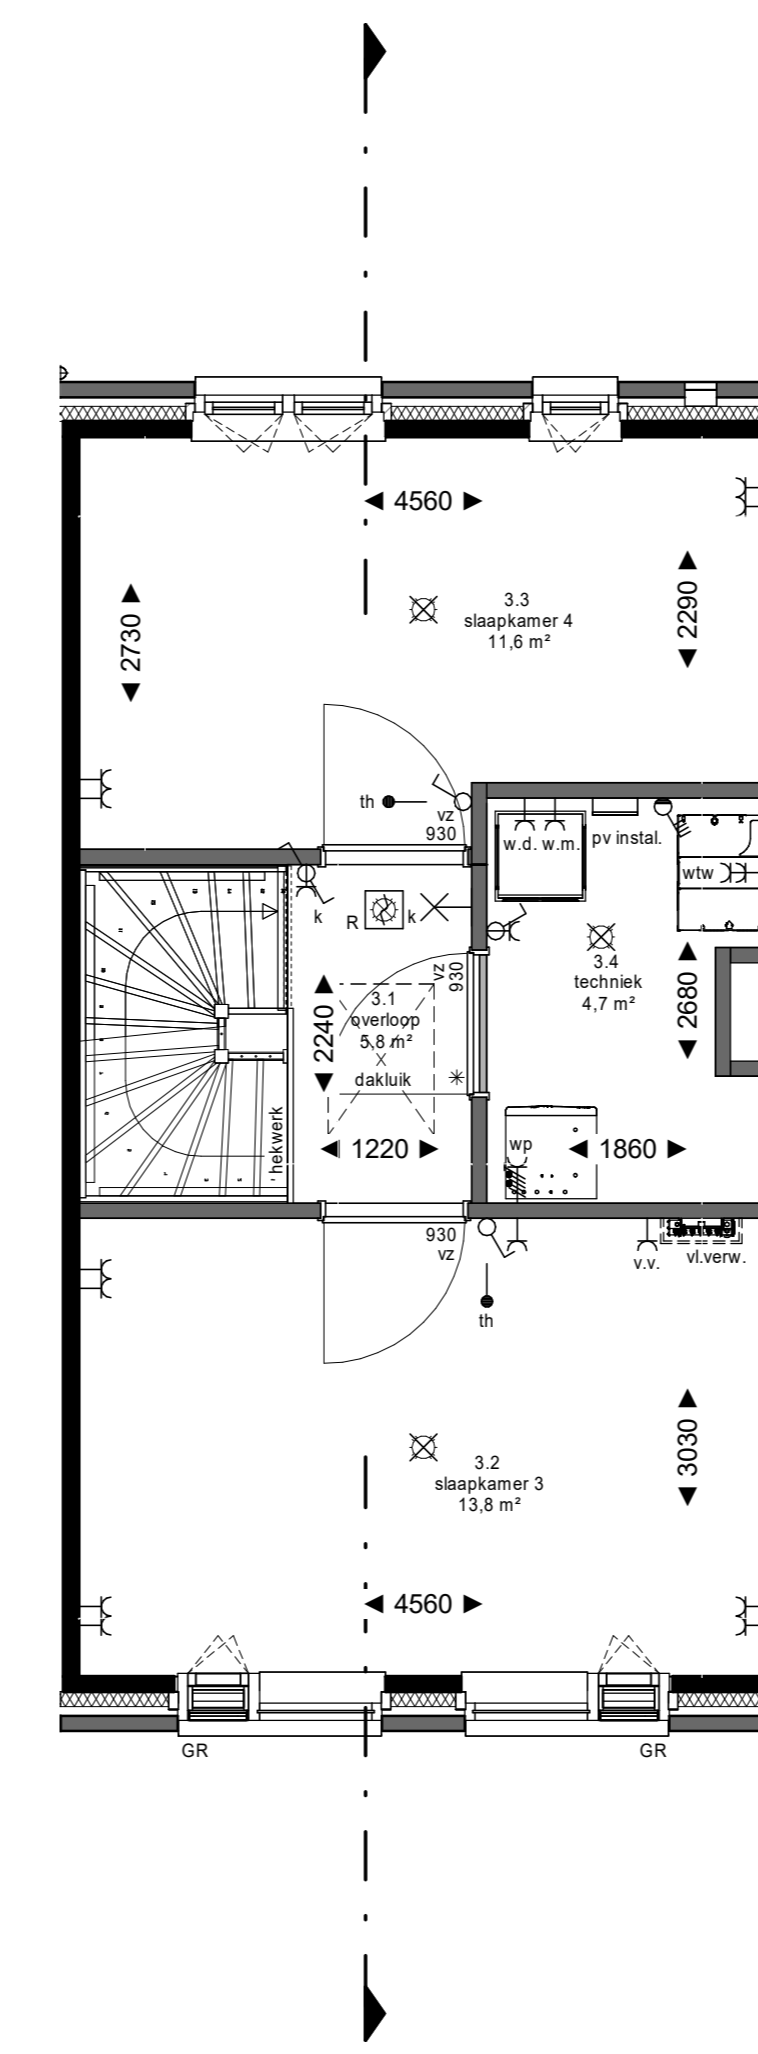 4560
3.3
slaapkamer 4
11,6 m²
2290
2730
th
vz
930
w.d. w.m.
pv instal.
wtw
k
R
k
vz
930
3.4
techniek
4,7 m²
2680
2240
3.1
overloop
5,8 m²
dakluik
hekwerk
1220
wp
1860
930
vz
v.v.
vl.verw.
th
3.2
slaapkamer 3
13,8 m²
3030
4560
GR
GR